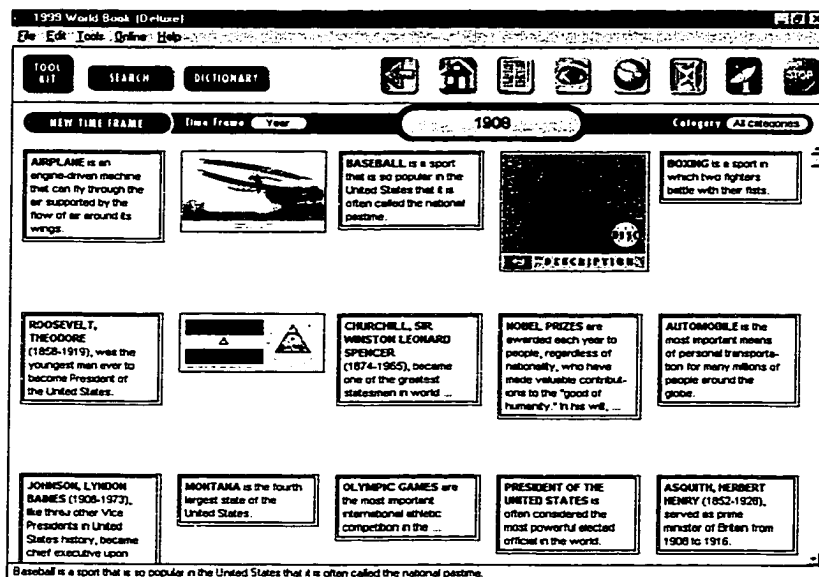 1999 World Book (Deluxe)
File Edit Tools Online Help
TOOL
KIT
SEARCH
DICTIONARY
STOP
NEW TIME FRAME
Time Frame Year
1908
Category All categories
AIRPLANE is an
engine-driven machine
that can fly through the
air supported by the
flow of air around its
wings.
BASEBALL is a sport
that is so popular in the
United States that it is
often called the national
pastime.
DISC
DESCRIPTION
BOXING is a sport in
which two fighters
battle with their fists.
ROOSEVELT,
THEODORE
(1858-1919), was the
youngest man ever to
become President of
the United States.
CHURCHILL, SIR
WINSTON LEONARD
SPENCER
(1874-1965), became
one of the greatest
statesmen in world ...
NOBEL PRIZES are
awarded each year to
people, regardless of
nationality, who have
made valuable contribut-
ions to the "good of
humanity." In his will, ...
AUTOMOBILE is the
most important means
of personal transporta-
tion for many millions of
people around the
globe.
JOHNSON, LYNDON
BAINES (1908-1973),
like three other Vice
Presidents in United
States history, became
chief executive upon
MONTANA is the fourth
largest state of the
United States.
OLYMPIC GAMES are
the most important
international athletic
competition in the ...
PRESIDENT OF THE
UNITED STATES is
often considered the
most powerful elected
official in the world.
ASQUITH, HERBERT
HENRY (1852-1928),
served as prime
minister of Britain from
1908 to 1916.
Baseball is a sport that is so popular in the United States that it is often called the national pastime.